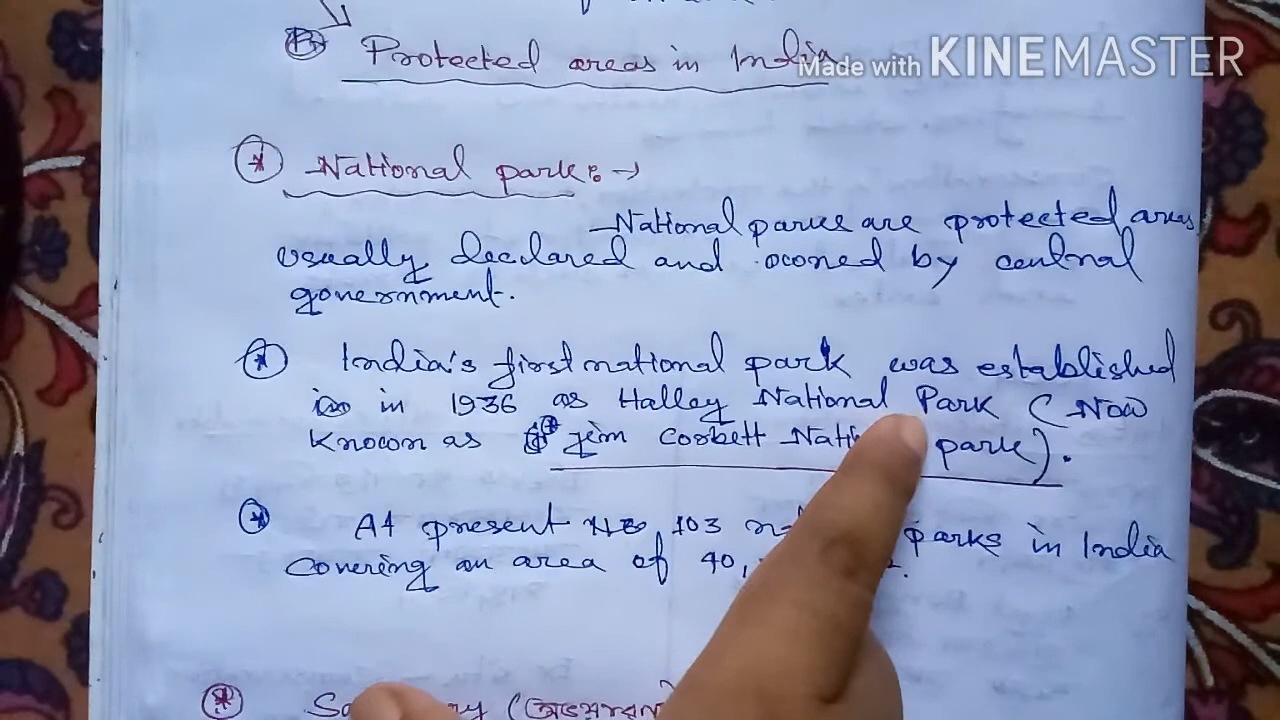 B Protected areas in India
Made with KINEMASTER
* National park :→
National parks are protected areas
usually declared and owned by central
government.
* India's first national park was established
in 1936 as Halley National Park (Now
known as Jim Corbett park).
* At present 103 parks in India
covering an area of 40,
* (অভয়ারণ্য